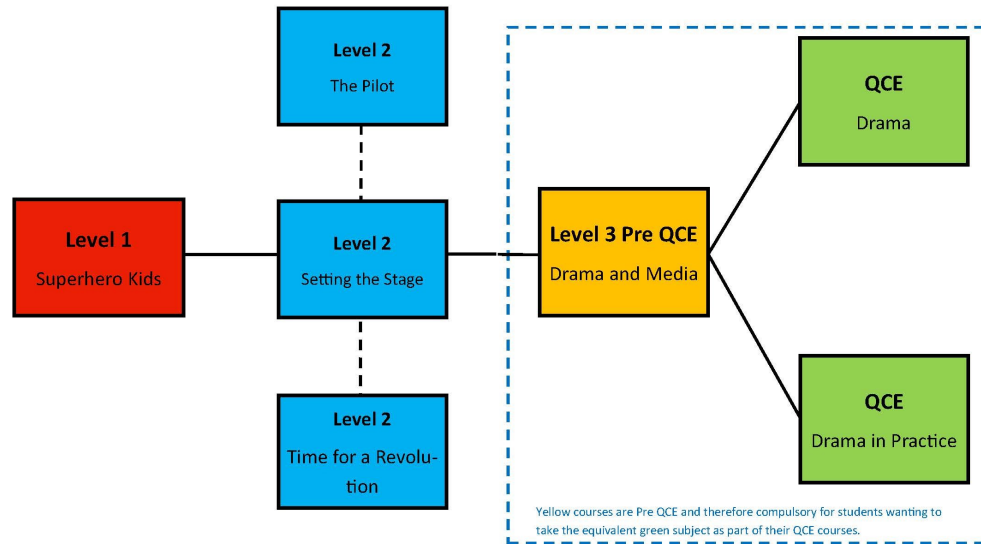 Level 2
The Pilot
QCE
Drama
Level 1
Superhero Kids
Level 2
Setting the Stage
Level 3 Pre QCE
Drama and Media
Level 2
Time for a Revolu-
tion
QCE
Drama in Practice
Yellow courses are Pre QCE and therefore compulsory for students wanting to
take the equivalent green subject as part of their QCE courses.